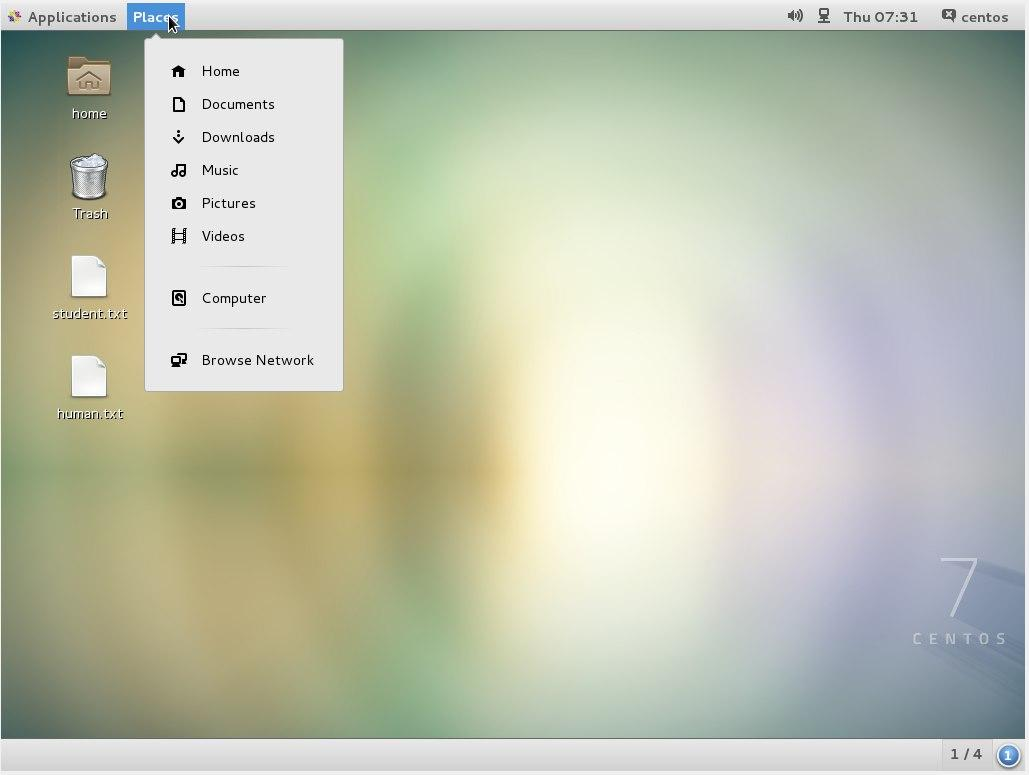 Applications Places Thu 07:31 centos
home
Trash
student.txt
human.txt
Home
Documents
Downloads
Music
Pictures
Videos
Computer
Browse Network
7
CENTOS
1 / 4 1